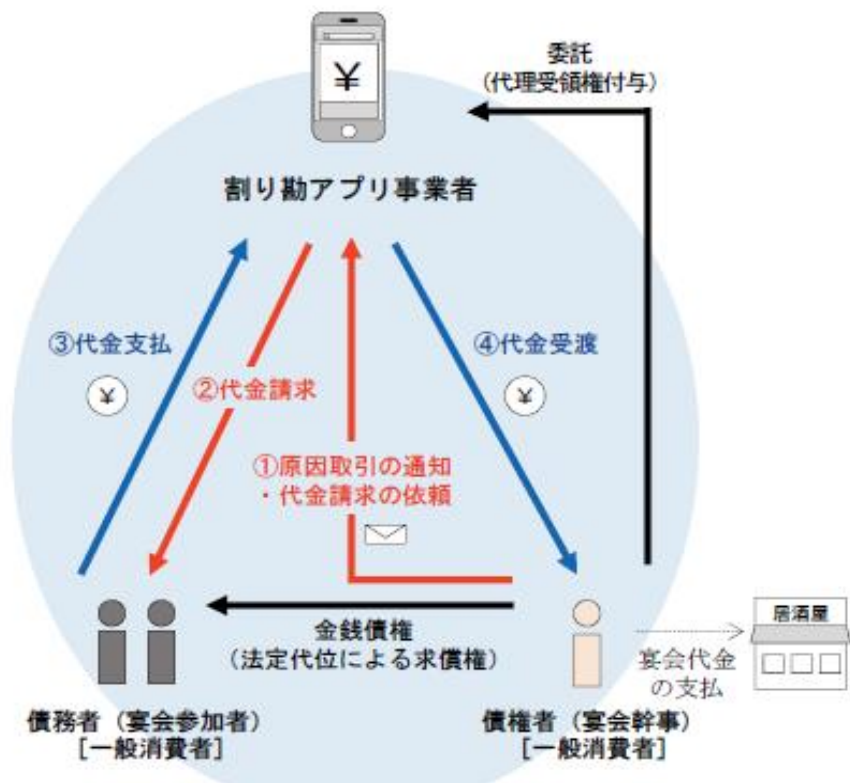 ¥
委託
(代理受領権付与)
割り勘アプリ事業者
③代金支払
¥
②代金請求
④代金受渡
¥
①原因取引の通知
・代金請求の依頼
金銭債権
(法定代位による求償権)
居酒屋
宴会代金
の支払
債務者(宴会参加者)
[一般消費者]
債権者(宴会幹事)
[一般消費者]